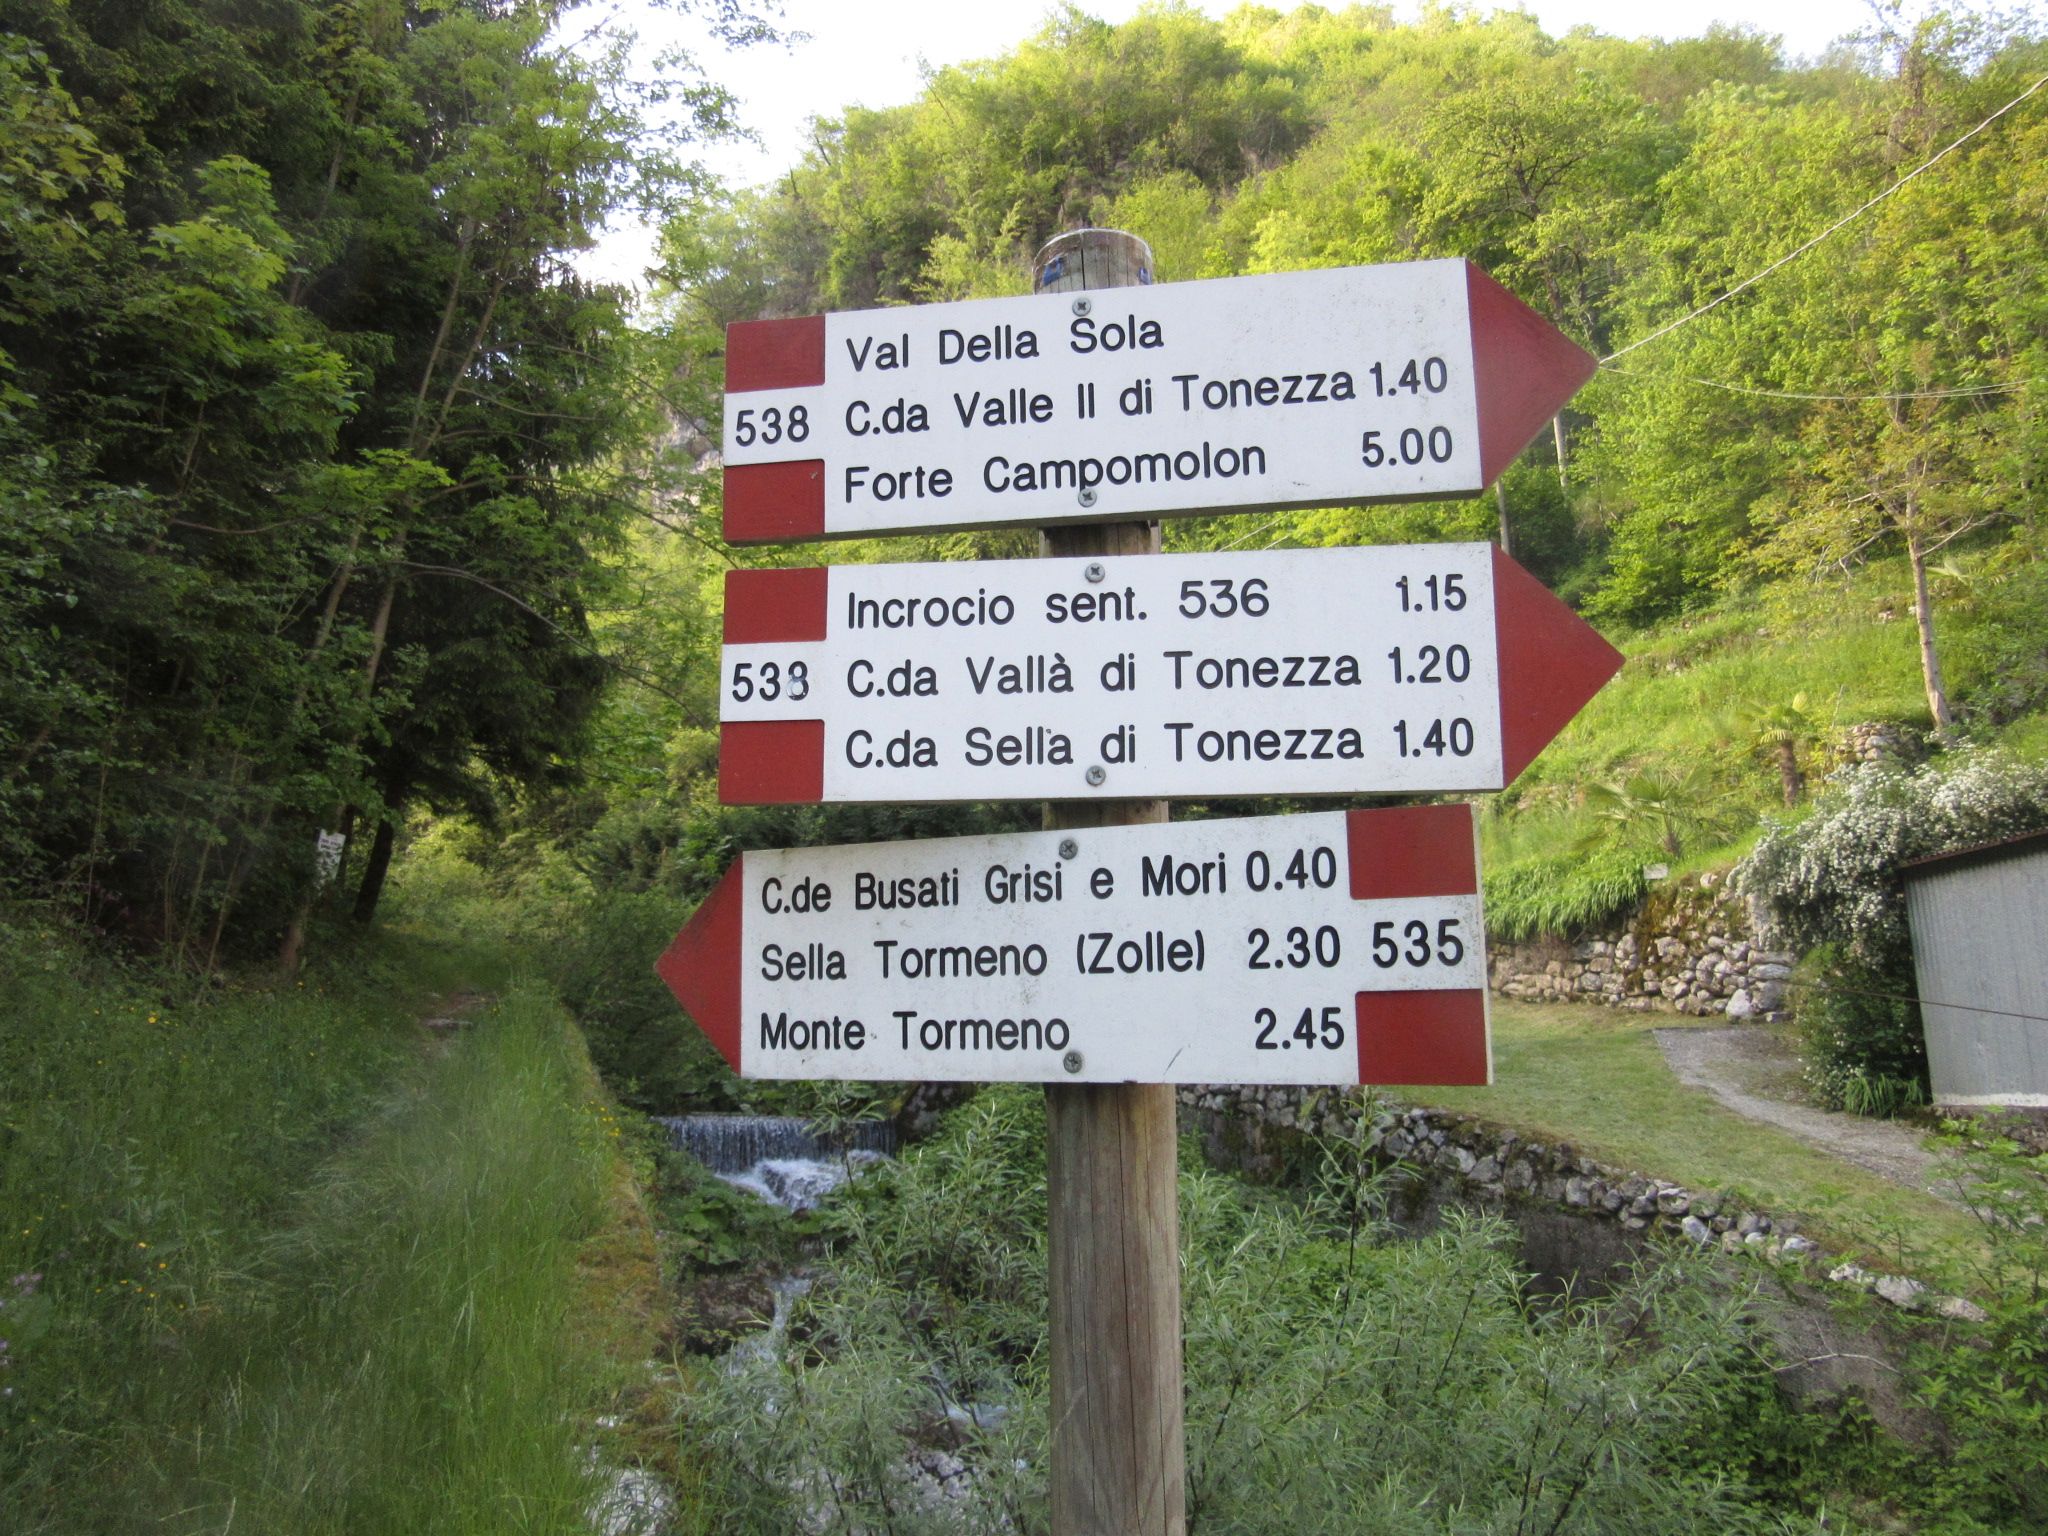 Val Della Sola
538 C.da Valle II di Tonezza 1.40
Forte Campomolon 5.00
Incrocio sent. 536 1.15
538 C.da Vallà di Tonezza 1.20
C.da Sella di Tonezza 1.40
C.de Busati Grisi e Mori 0.40
Sella Tormeno (Zolle) 2.30 535
Monte Tormeno 2.45